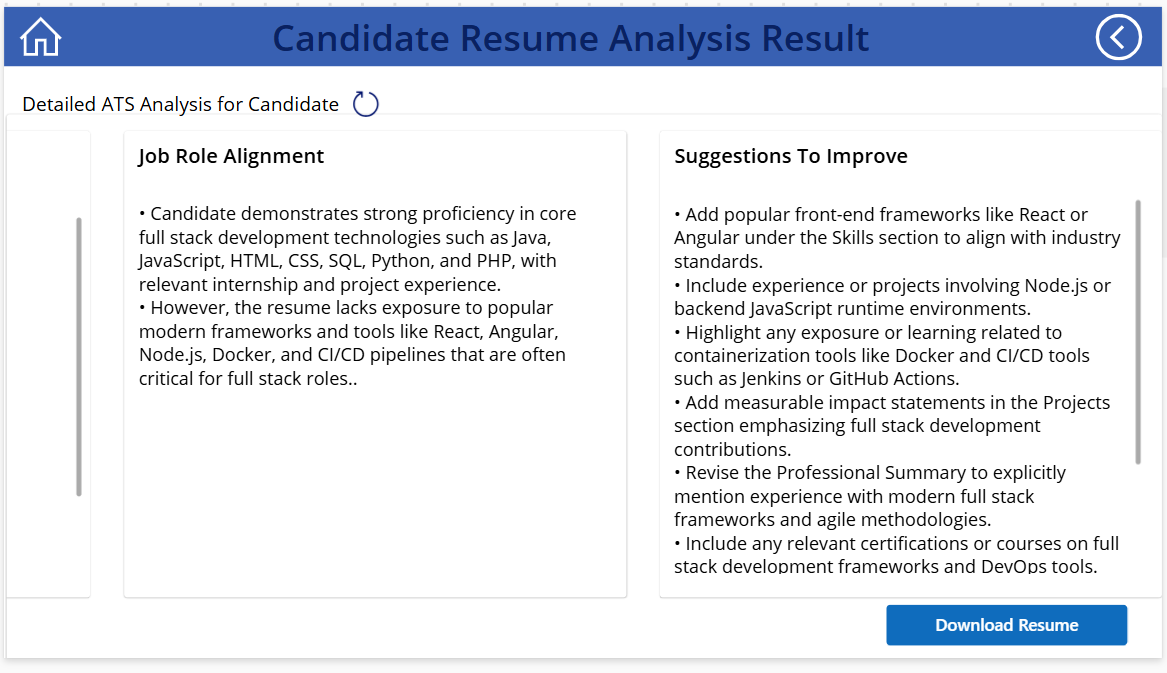 Candidate Resume Analysis Result
Detailed ATS Analysis for Candidate
Job Role Alignment
• Candidate demonstrates strong proficiency in core
full stack development technologies such as Java,
JavaScript, HTML, CSS, SQL, Python, and PHP, with
relevant internship and project experience.
• However, the resume lacks exposure to popular
modern frameworks and tools like React, Angular,
Node.js, Docker, and CI/CD pipelines that are often
critical for full stack roles..
Suggestions To Improve
• Add popular front-end frameworks like React or
Angular under the Skills section to align with industry
standards.
• Include experience or projects involving Node.js or
backend JavaScript runtime environments.
• Highlight any exposure or learning related to
containerization tools like Docker and CI/CD tools
such as Jenkins or GitHub Actions.
• Add measurable impact statements in the Projects
section emphasizing full stack development
contributions.
• Revise the Professional Summary to explicitly
mention experience with modern full stack
frameworks and agile methodologies.
• Include any relevant certifications or courses on full
stack development frameworks and DevOps tools.
Download Resume